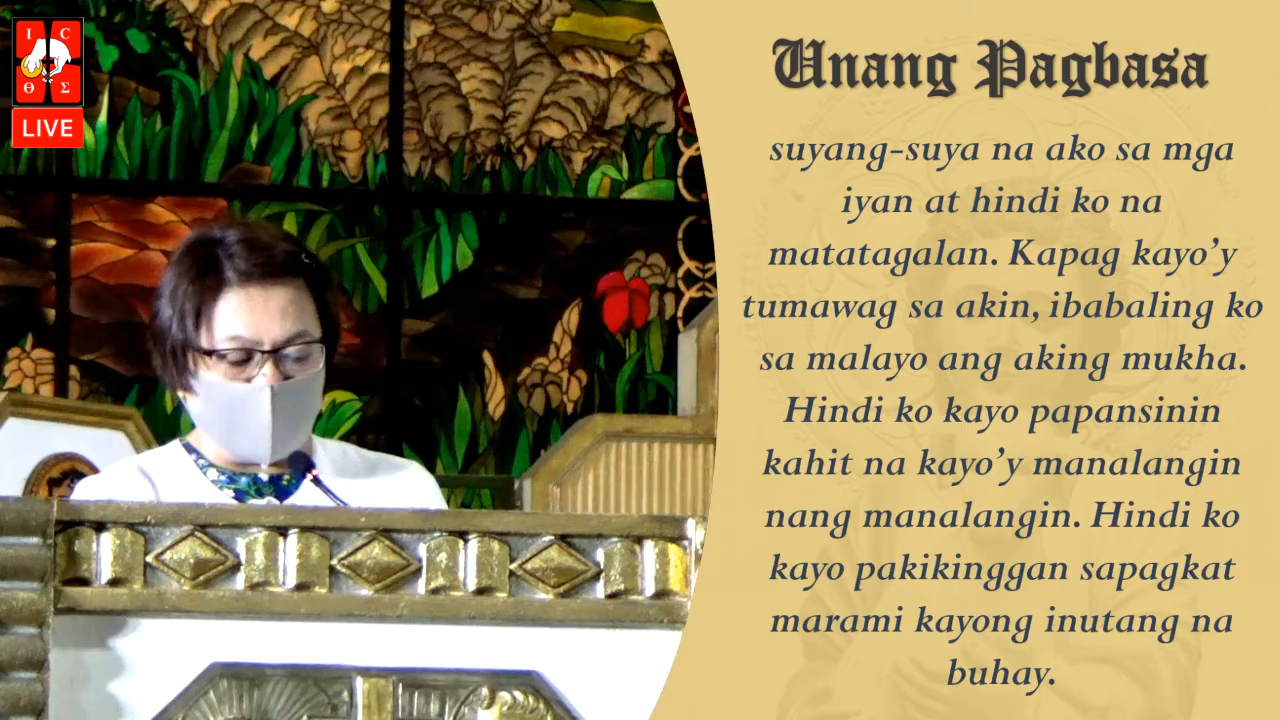 I C
Θ Σ
LIVE
Unang Pagbasa
suyang-suya na ako sa mga
iyan at hindi ko na
matatagalan. Kapag kayo’y
tumawag sa akin, ibabaling ko
sa malayo ang aking mukha.
Hindi ko kayo papansinin
kahit na kayo’y manalangin
nang manalangin. Hindi ko
kayo pakikinggan sapagkat
marami kayong inutang na
buhay.